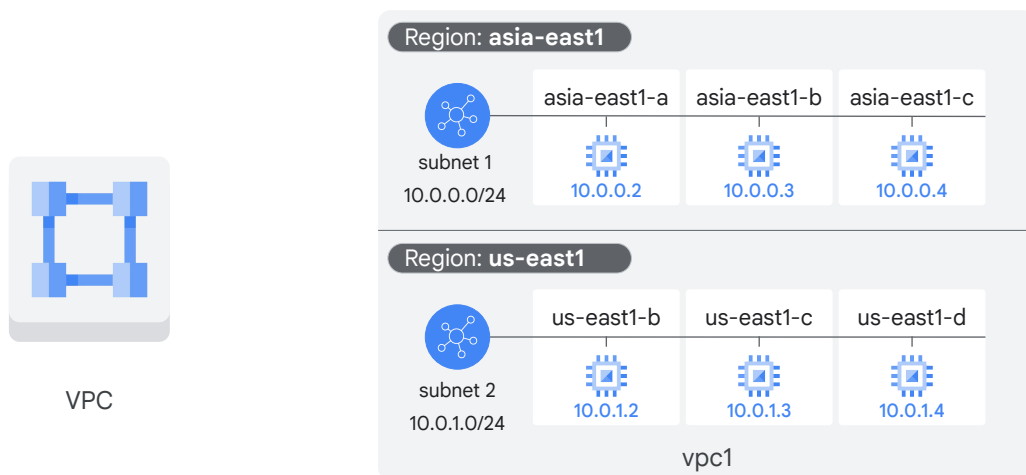 Region: asia-east1
asia-east1-a
asia-east1-b
asia-east1-c
subnet 1
10.0.0.0/24
10.0.0.2
10.0.0.3
10.0.0.4
Region: us-east1
us-east1-b
us-east1-c
us-east1-d
subnet 2
10.0.1.0/24
10.0.1.2
10.0.1.3
10.0.1.4
VPC
vpc1